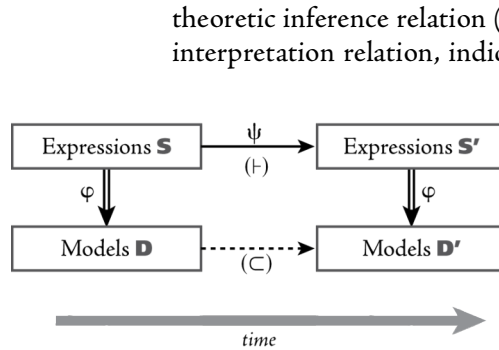 theoretic inference relation (
interpretation relation, indic
ψ
Expressions S
Expressions S′
(⊢)
φ
φ
Models D
Models D′
(⊂)
time